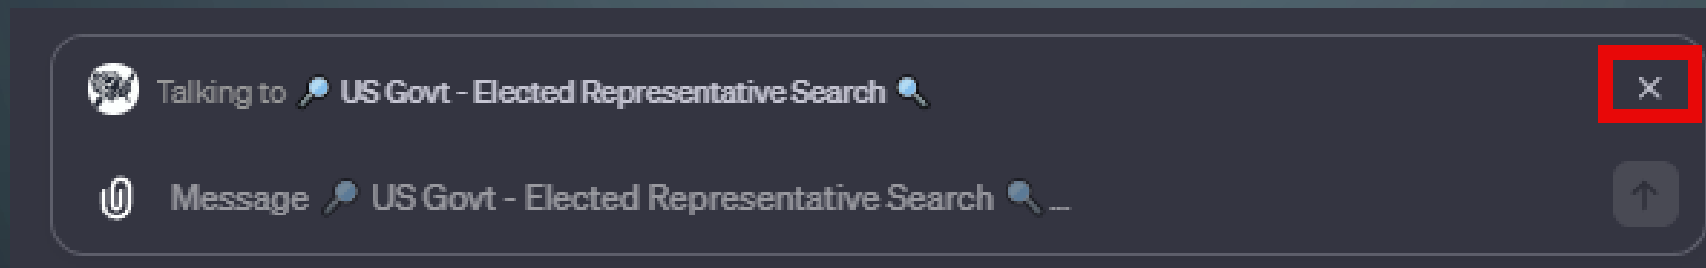 Talking to 🔎 US Govt - Elected Representative Search 🔍
Message 🔎 US Govt - Elected Representative Search 🔍 ...